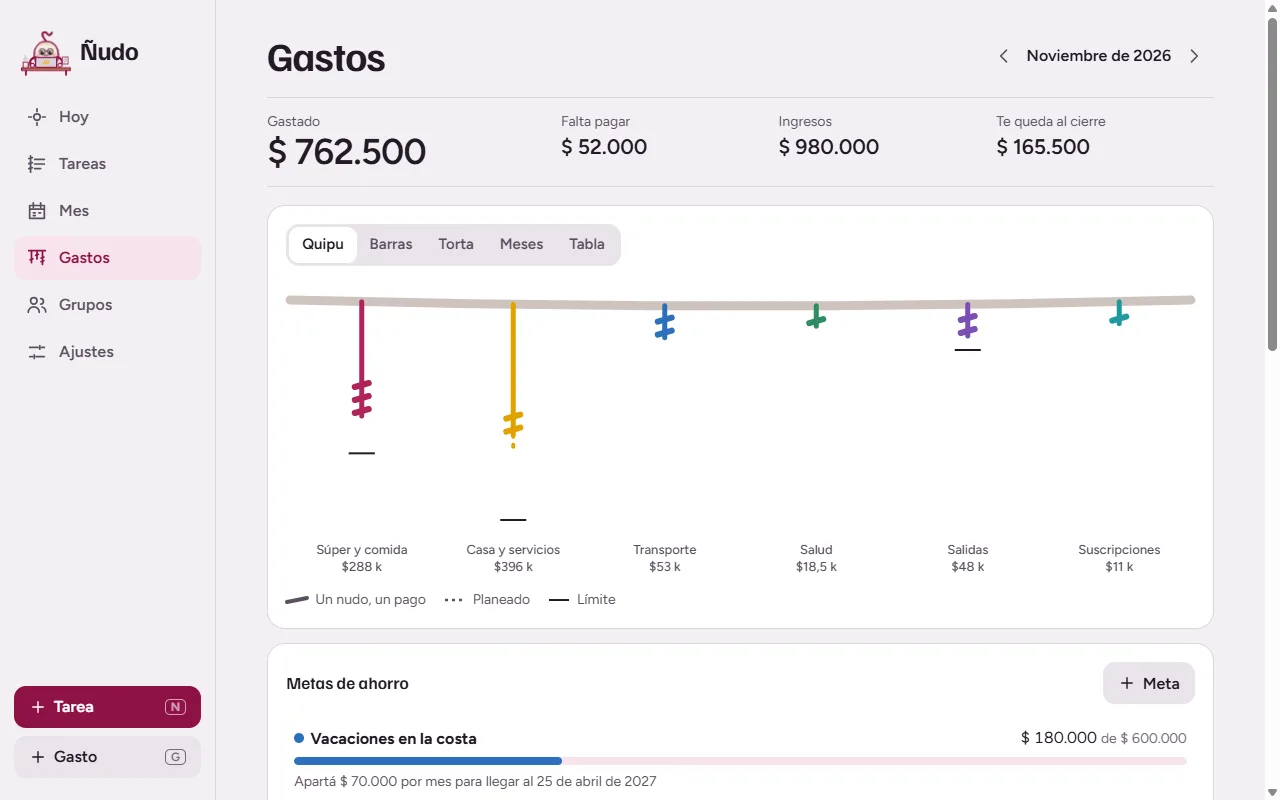 Ñudo
Hoy
Tareas
Mes
Gastos
Grupos
Ajustes
+ Tarea N
+ Gasto G
Gastos
Noviembre de 2026
Gastado
$ 762.500
Falta pagar
$ 52.000
Ingresos
$ 980.000
Te queda al cierre
$ 165.500
Quipu Barras Torta Meses Tabla
Súper y comida
$288 k
Casa y servicios
$396 k
Transporte
$53 k
Salud
$18,5 k
Salidas
$48 k
Suscripciones
$11 k
Un nudo, un pago Planeado Límite
Metas de ahorro
+ Meta
Vacaciones en la costa
$ 180.000 de $ 600.000
Apartá $ 70.000 por mes para llegar al 25 de abril de 2027